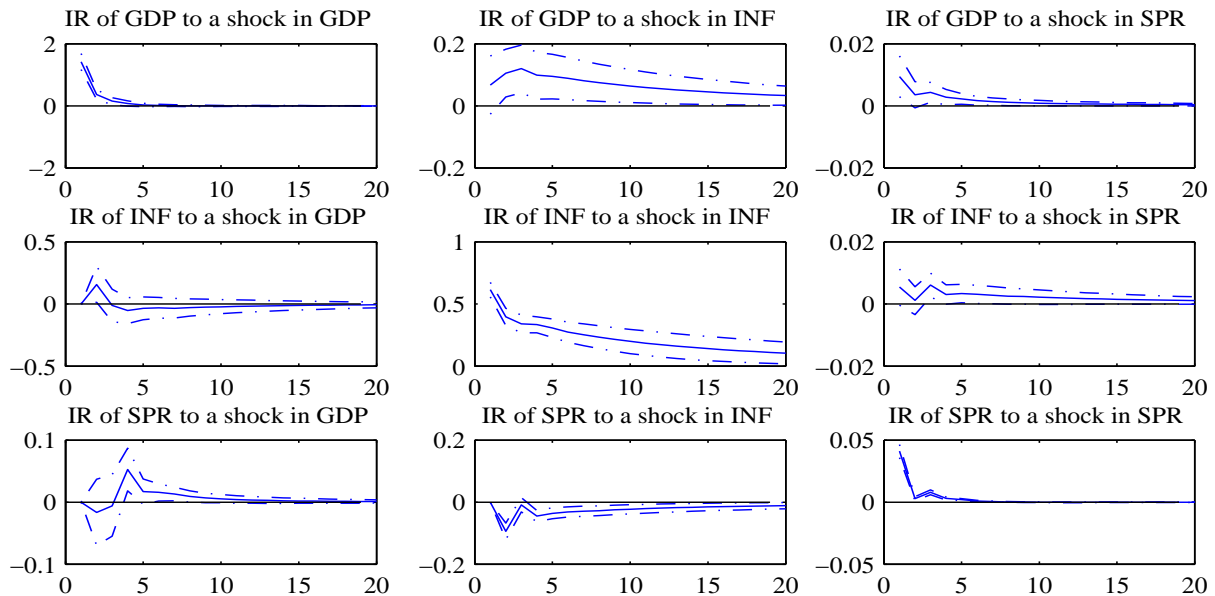 IR of GDP to a shock in GDP
2
0
−2
0 5 10 15 20
IR of GDP to a shock in INF
0.2
0
−0.2
0 5 10 15 20
IR of GDP to a shock in SPR
0.02
0
−0.02
0 5 10 15 20
IR of INF to a shock in GDP
0.5
0
−0.5
0 5 10 15 20
IR of INF to a shock in INF
1
0.5
0
0 5 10 15 20
IR of INF to a shock in SPR
0.02
0
−0.02
0 5 10 15 20
IR of SPR to a shock in GDP
0.1
0
−0.1
0 5 10 15 20
IR of SPR to a shock in INF
0.2
0
−0.2
0 5 10 15 20
IR of SPR to a shock in SPR
0.05
0
−0.05
0 5 10 15 20